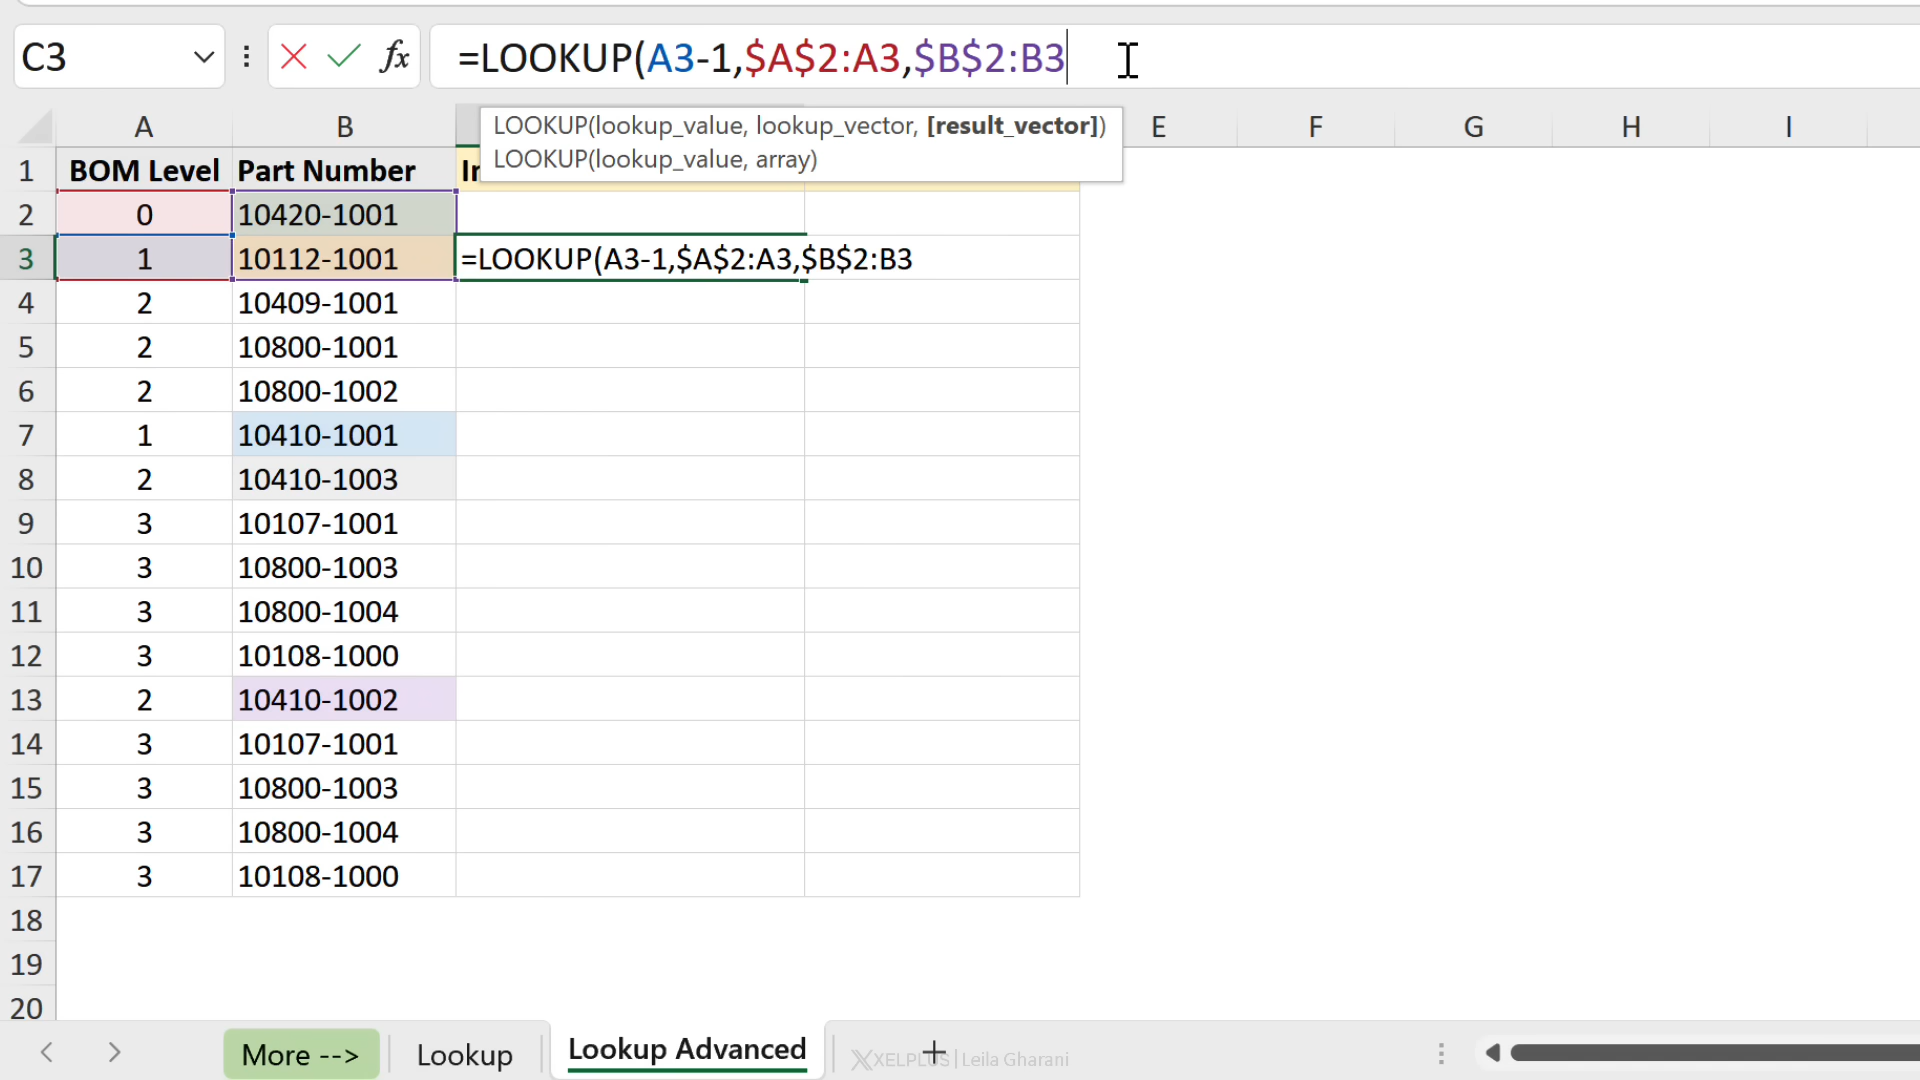 C3 fx =LOOKUP(A3-1,$A$2:A3,$B$2:B3
LOOKUP(lookup_value, lookup_vector, [result_vector])
LOOKUP(lookup_value, array)
A B E F G H I
1 BOM Level Part Number
2 0 10420-1001
3 1 10112-1001 =LOOKUP(A3-1,$A$2:A3,$B$2:B3
4 2 10409-1001
5 2 10800-1001
6 2 10800-1002
7 1 10410-1001
8 2 10410-1003
9 3 10107-1001
10 3 10800-1003
11 3 10800-1004
12 3 10108-1000
13 2 10410-1002
14 3 10107-1001
15 3 10800-1003
16 3 10800-1004
17 3 10108-1000
18
19
20
More --> Lookup Lookup Advanced XELPLUS | Leila Gharani